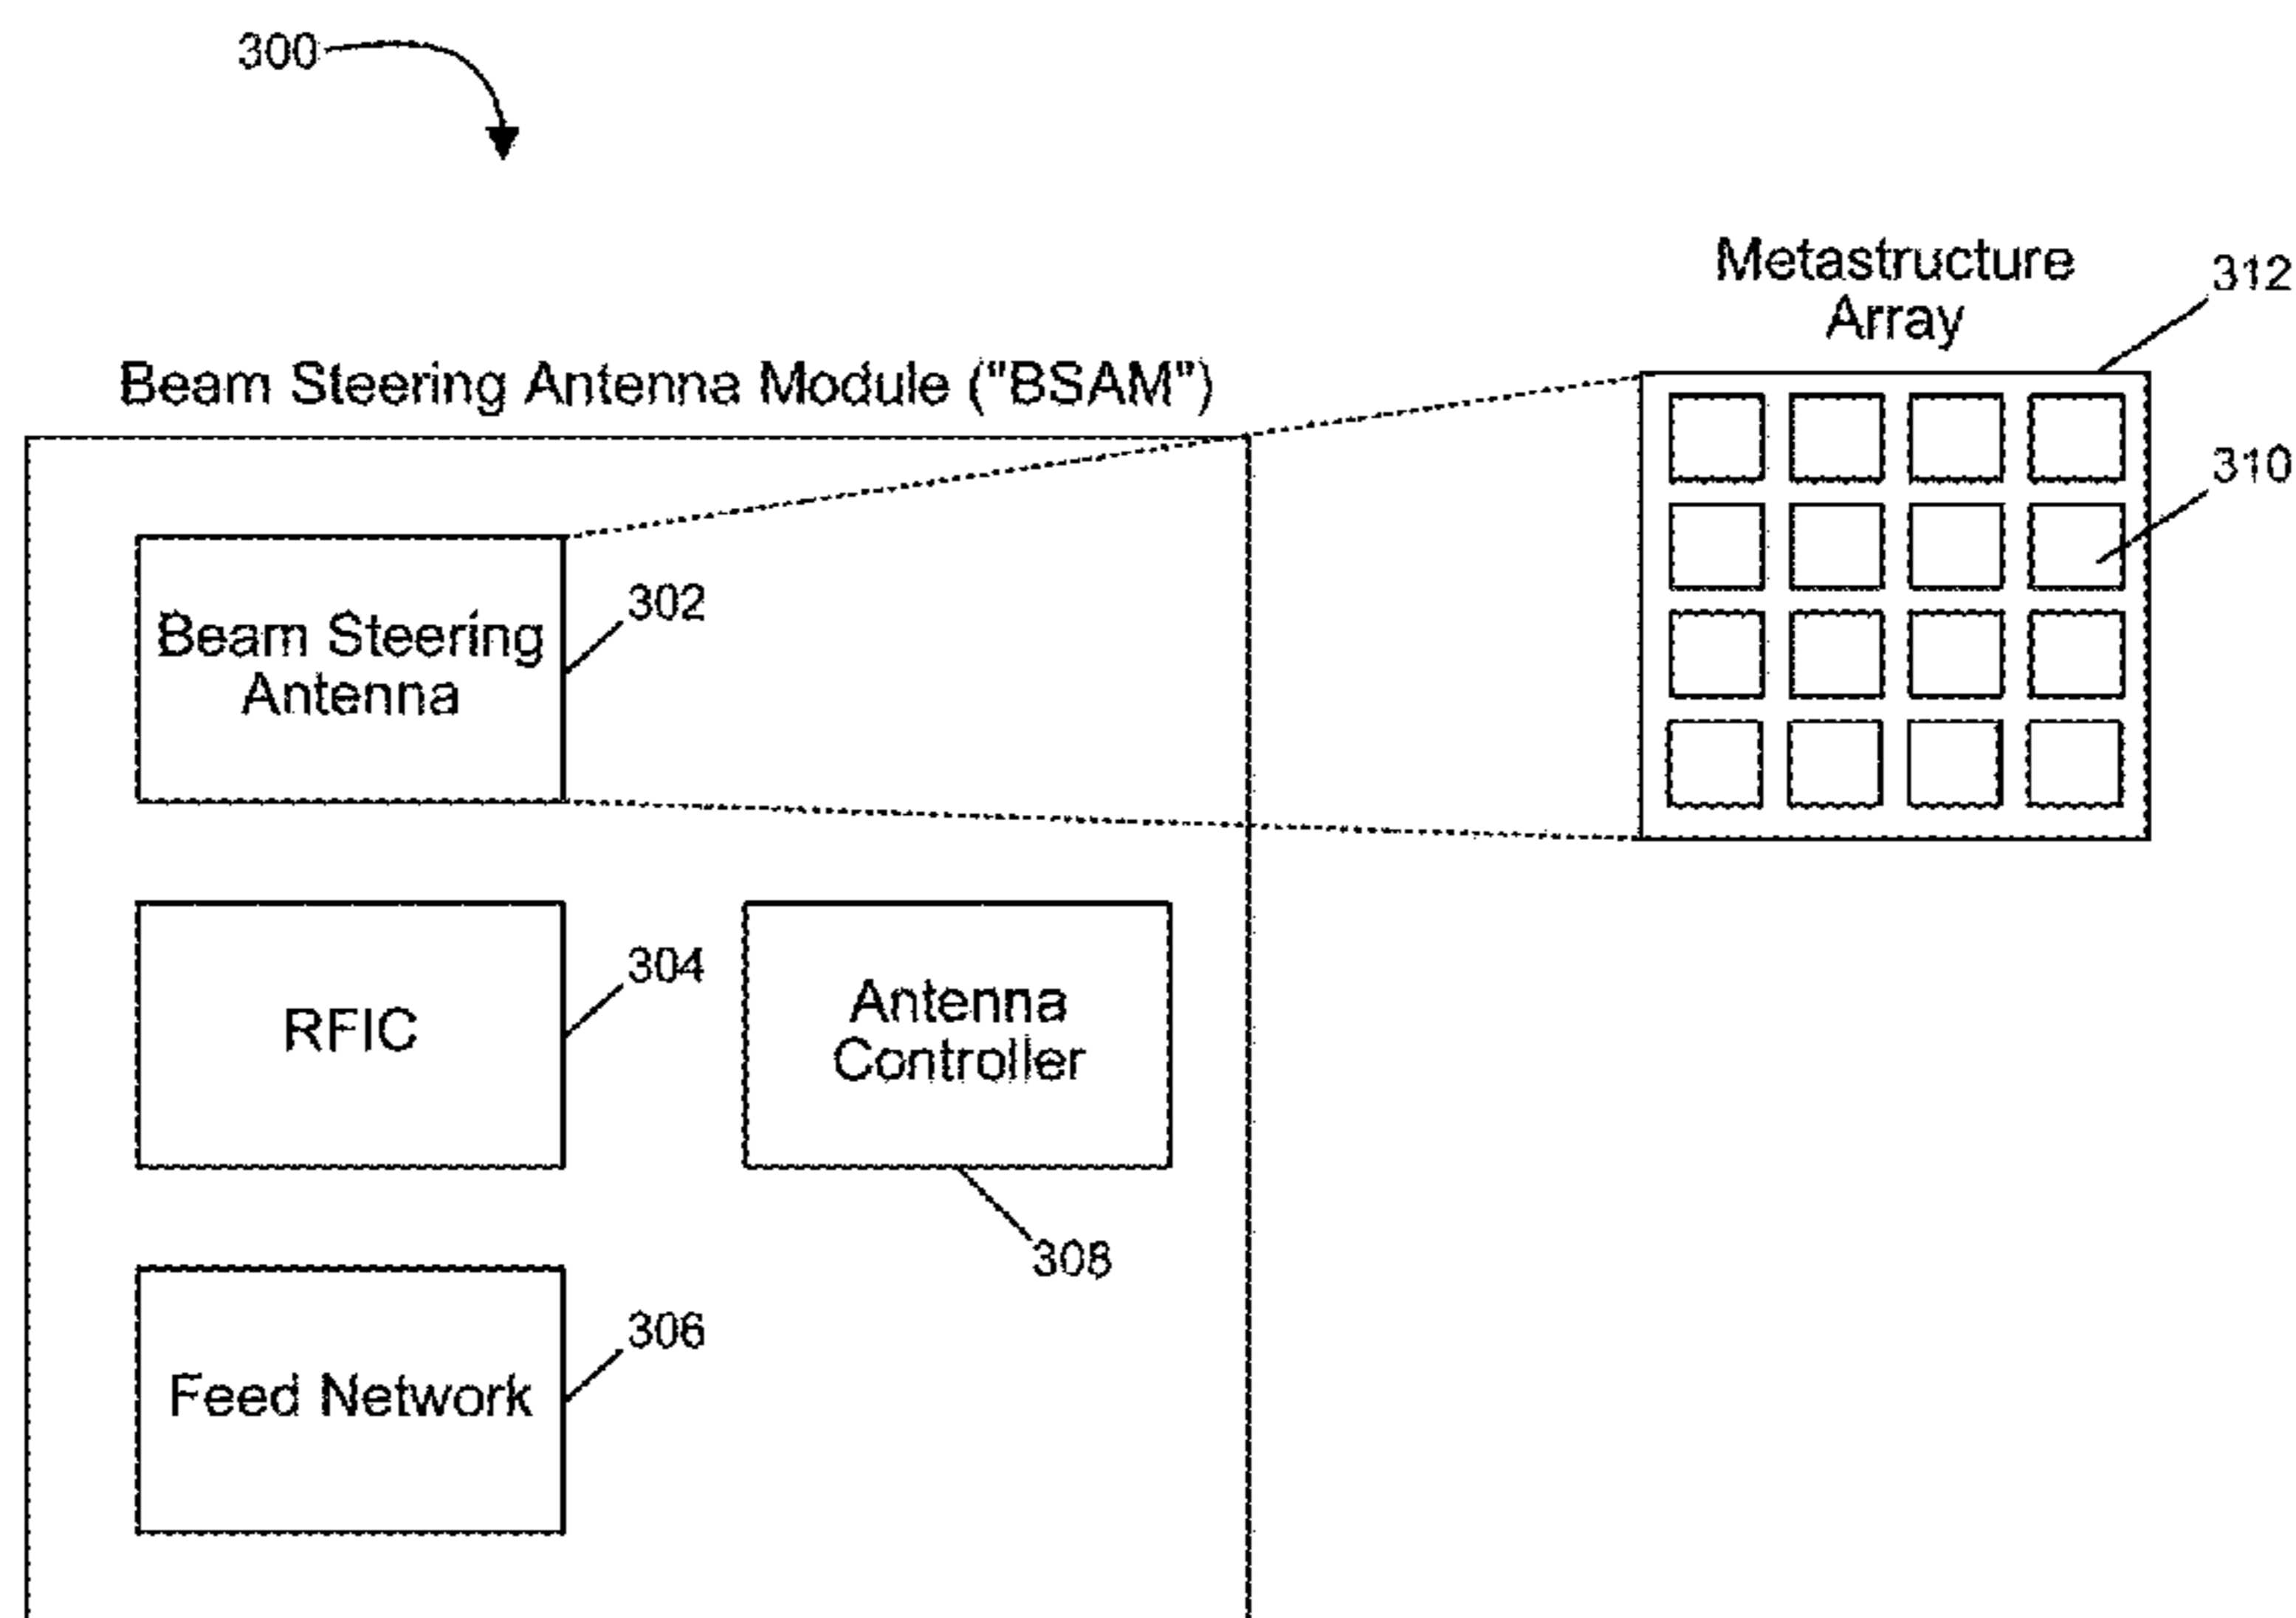 300
Metastructure
Array
312
Beam Steering Antenna Module ("BSAM")
310
Beam Steering
Antenna
302
RFIC
304
Antenna
Controller
308
Feed Network
306